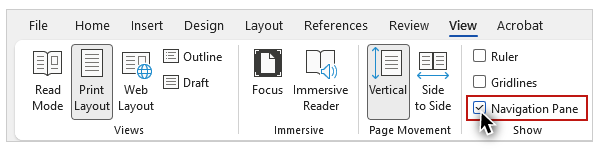 File Home Insert Design Layout References Review View Acrobat
Read Mode
Print Layout
Web Layout
Outline
Draft
Views
Focus
Immersive Reader
Immersive
Vertical
Side to Side
Page Movement
Ruler
Gridlines
Navigation Pane
Show